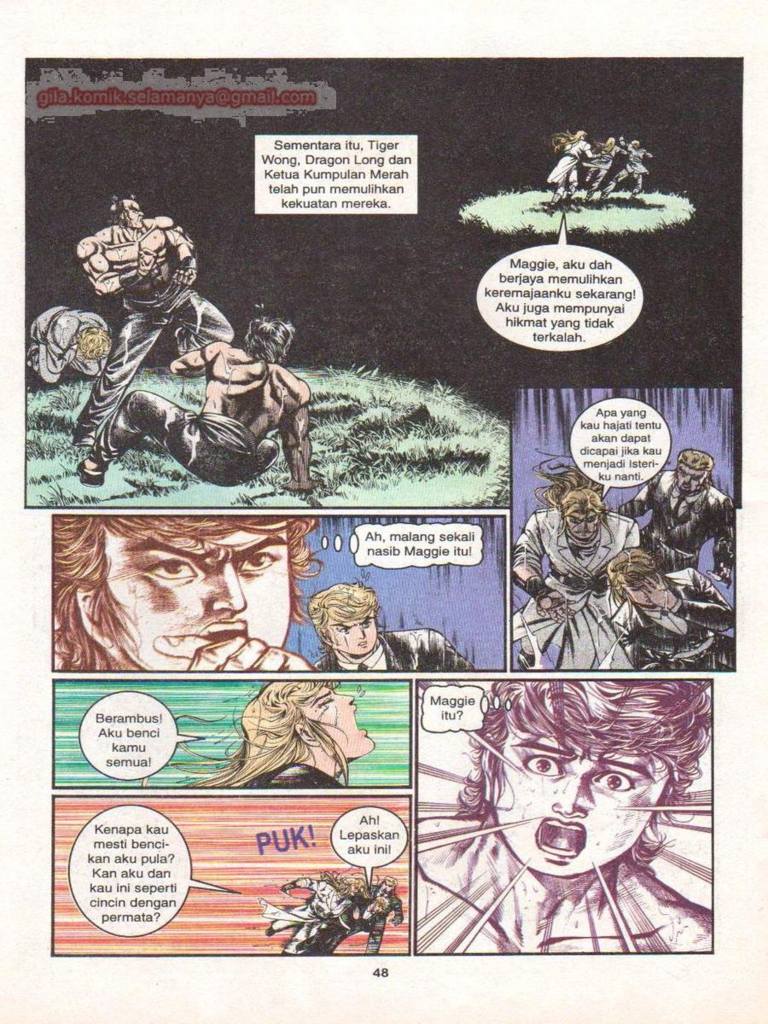 gila.komik.selamanya@gmail.com
Sementara itu, Tiger
Wong, Dragon Long dan
Ketua Kumpulan Merah
telah pun memulihkan
kekuatan mereka.
Maggie, aku dah
berjaya memulihkan
keremajaanku sekarang!
Aku juga mempunyai
hikmat yang tidak
terkalah.
Apa yang
kau hajati tentu
akan dapat
dicapai jika kau
menjadi Isteri-
ku nanti.
Ah, malang sekali
nasib Maggie itu!
Berambus!
Aku benci
kamu
semua!
Maggie
itu?
Kenapa kau
mesti benci-
kan aku pula?
Kan aku dan
kau ini seperti
cincin dengan
permata?
PUK!
Ah!
Lepaskan
aku ini!
48